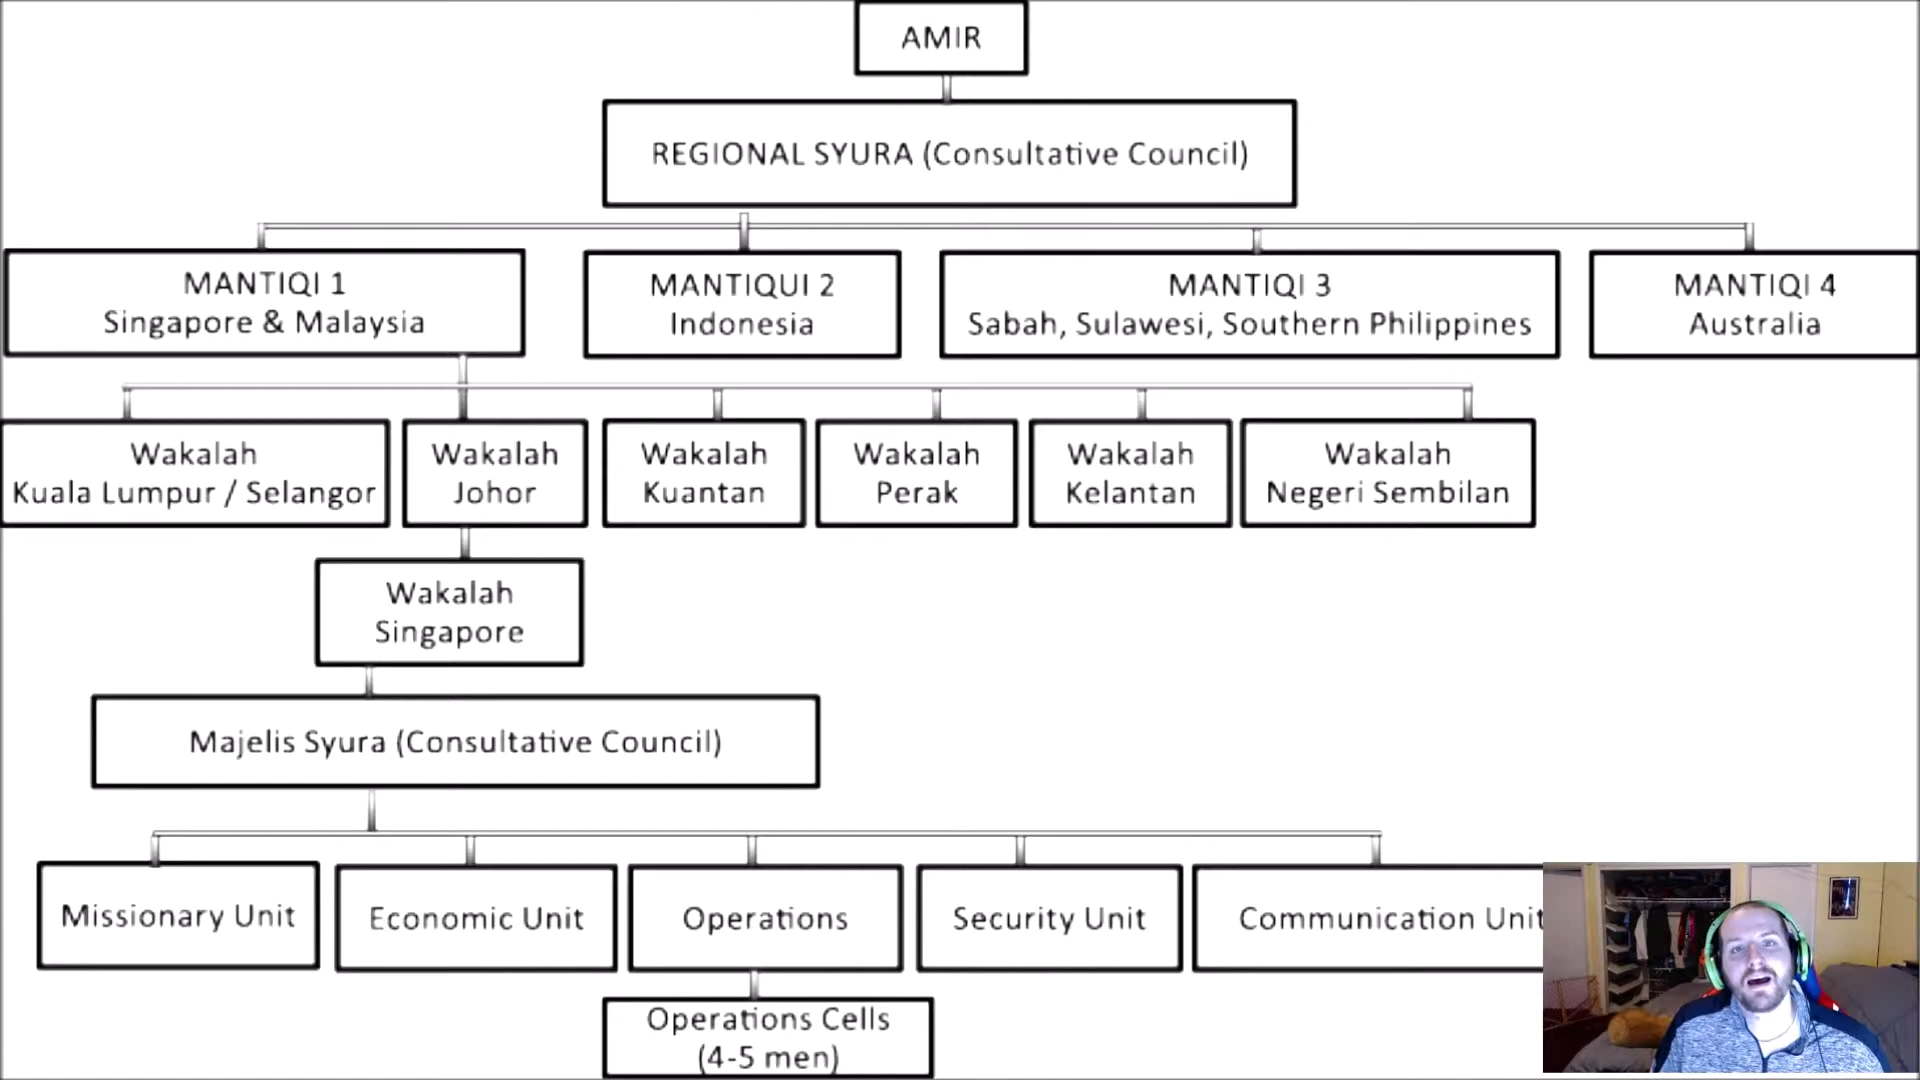 AMIR
REGIONAL SYURA (Consultative Council)
MANTIQI 1
Singapore & Malaysia
MANTIQUI 2
Indonesia
MANTIQI 3
Sabah, Sulawesi, Southern Philippines
MANTIQI 4
Australia
Wakalah
Kuala Lumpur / Selangor
Wakalah
Johor
Wakalah
Kuantan
Wakalah
Perak
Wakalah
Kelantan
Wakalah
Negeri Sembilan
Wakalah
Singapore
Majelis Syura (Consultative Council)
Missionary Unit
Economic Unit
Operations
Security Unit
Communication Unit
Operations Cells
(4-5 men)